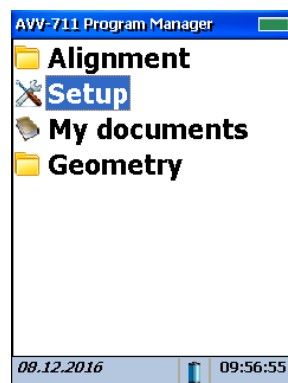 AVV-711 Program Manager
Alignment
Setup
My documents
Geometry
08.12.2016 09:56:55